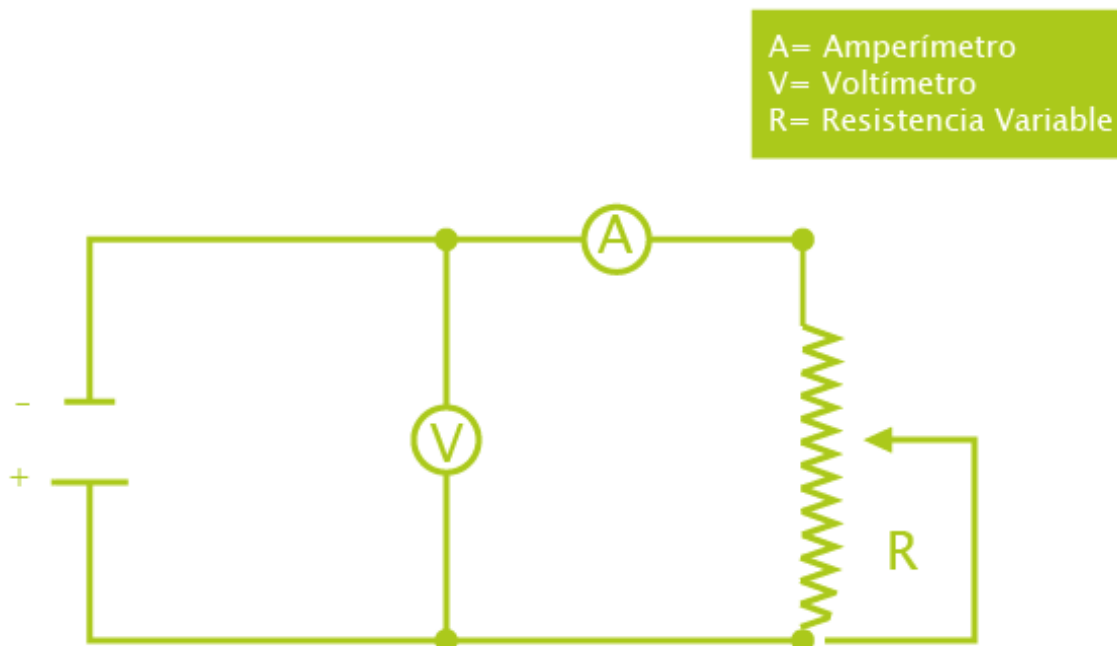 A= Amperímetro
V= Voltímetro
R= Resistencia Variable
A
-
V
+
R